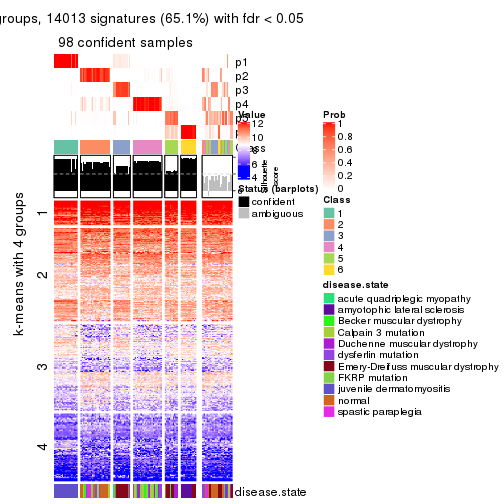 groups, 14013 signatures (65.1%) with fdr < 0.05
98 confident samples
p1
p2
p3
p4
Value
12
10
8
6
4
Silhouette
score
Status (barplots)
confident
ambiguous
Prob
1
0.8
0.6
0.4
0.2
0
Class
1
2
3
4
5
6
disease.state
acute quadriplegic myopathy
amyotophic lateral sclerosis
Becker muscular dystrophy
Calpain 3 mutation
Duchenne muscular dystrophy
dysferlin mutation
Emery-Dreifuss muscular dystrophy
FKRP mutation
juvenile dermatomyositis
normal
spastic paraplegia
k-means with 4 groups
1
2
3
4
disease.state